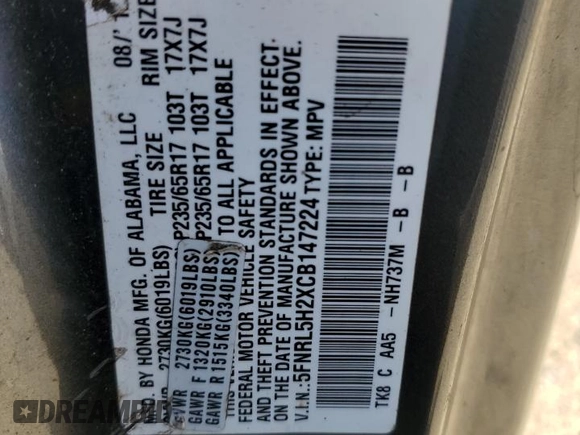 MFD BY HONDA MFG. OF ALABAMA, LLC 08/
TIRE SIZE RIM SIZE
2730KG(6019LBS)
GVWR 2730KG(6019LBS)
GAWR F 1320KG(2910LBS) P235/65R17 103T 17X7J
GAWR R 1515KG(3340LBS) P235/65R17 103T 17X7J
THIS TO ALL APPLICABLE
FEDERAL MOTOR VEHICLE SAFETY
AND THEFT PREVENTION STANDARDS IN EFFECT
ON THE DATE OF MANUFACTURE SHOWN ABOVE.
V.I.N.:5FNRL5H2XCB147224 TYPE: MPV
TK8 C AA5 -NH737M -B -B
DREAMBID